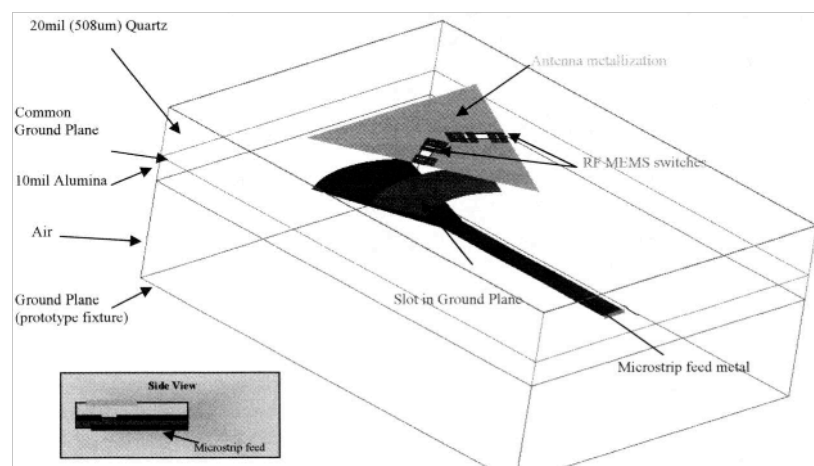 20mil (508um) Quartz
Antenna metallization
Common
Ground Plane
RF MEMS switches
10mil Alumina
Air
Slot in Ground Plane
Ground Plane
(prototype fixture)
Microstrip feed metal
Side View
Microstrip feed